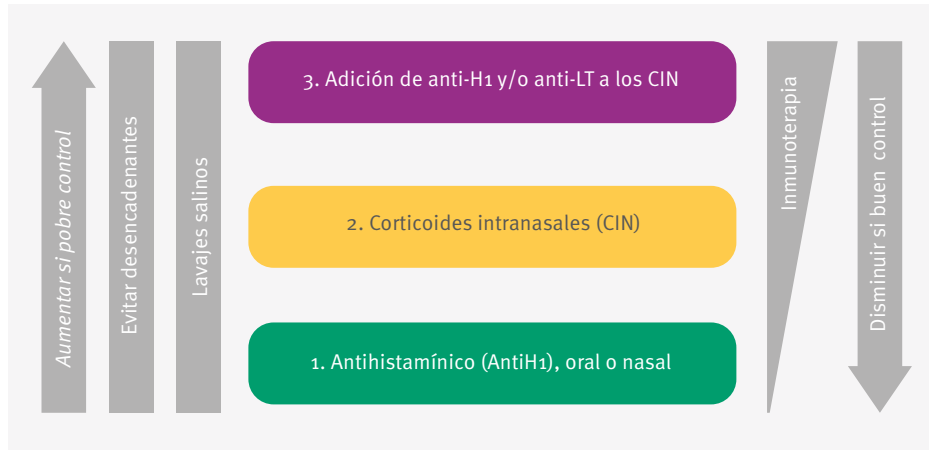 Aumentar si pobre control
Evitar desencadenantes
Lavajes salinos
3. Adición de anti-H1 y/o anti-LT a los CIN
2. Corticoides intranasales (CIN)
1. Antihistamínico (AntiH1), oral o nasal
Inmunoterapia
Disminuir si buen control